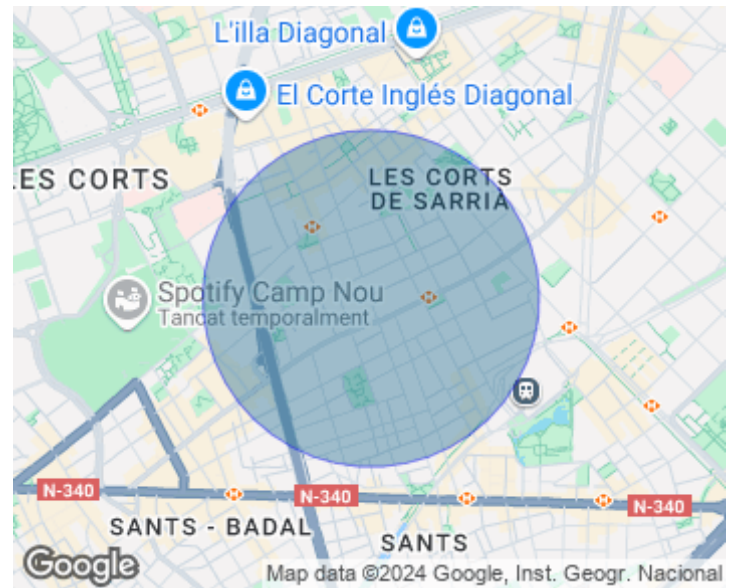 L'illa Diagonal
El Corte Inglés Diagonal
LES CORTS
LES CORTS
DE SARRIÀ
Spotify Camp Nou
Tancat temporalment
N-340
N-340
N-340
SANTS - BADAL
SANTS
Google
Map data ©2024 Google, Inst. Geogr. Nacional